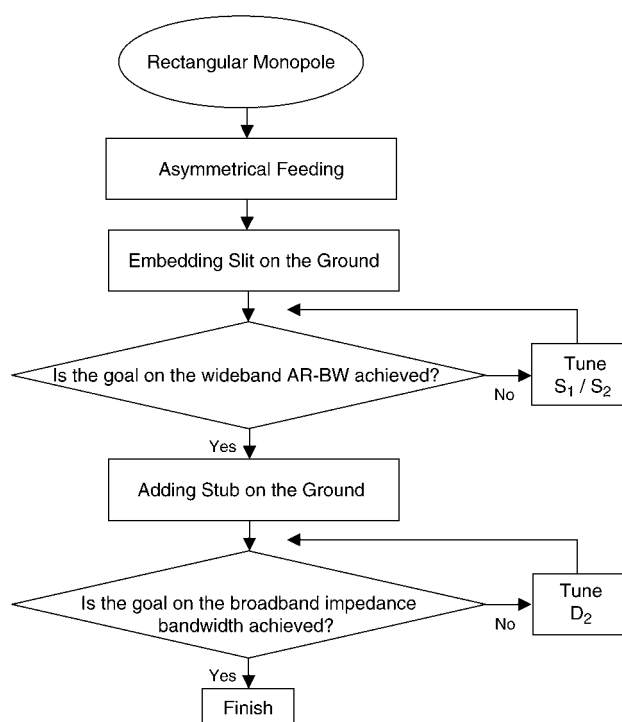 Rectangular Monopole
Asymmetrical Feeding
Embedding Slit on the Ground
Is the goal on the wideband AR-BW achieved?
No
Tune
S₁ / S₂
Yes
Adding Stub on the Ground
Is the goal on the broadband impedance
bandwidth achieved?
No
Tune
D₂
Yes
Finish